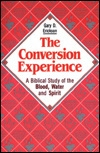 Gary D.
Erickson
The
Conversion
Experience
A Biblical Study of the
Blood, Water
and
Spirit